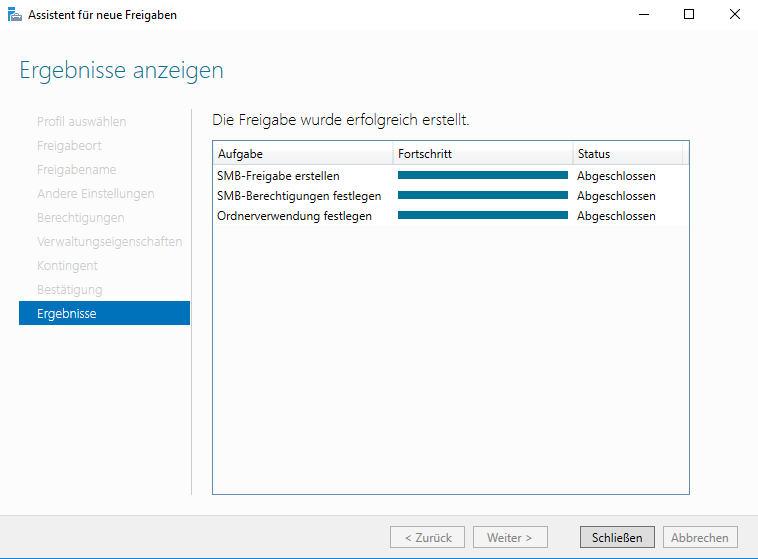 Assistent für neue Freigaben
Ergebnisse anzeigen
Profil auswählen
Freigabeort
Freigabename
Andere Einstellungen
Berechtigungen
Verwaltungseigenschaften
Kontingent
Bestätigung
Ergebnisse
Die Freigabe wurde erfolgreich erstellt.
Aufgabe Fortschritt Status
SMB-Freigabe erstellen Abgeschlossen
SMB-Berechtigungen festlegen Abgeschlossen
Ordnerverwendung festlegen Abgeschlossen
< Zurück Weiter > Schließen Abbrechen